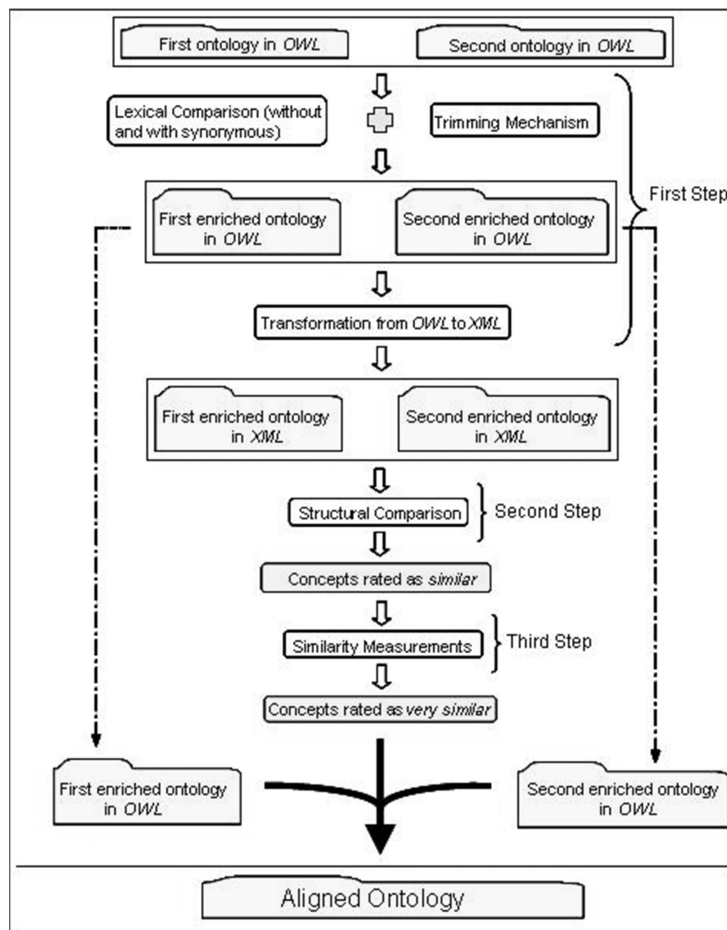 First ontology in OWL
Second ontology in OWL
Lexical Comparison (without
and with synonymous)
Trimming Mechanism
First Step
First enriched ontology
in OWL
Second enriched ontology
in OWL
Transformation from OWL to XML
First enriched ontology
in XML
Second enriched ontology
in XML
Structural Comparison
Second Step
Concepts rated as similar
Similarity Measurements
Third Step
Concepts rated as very similar
First enriched ontology
in OWL
Second enriched ontology
in OWL
Aligned Ontology